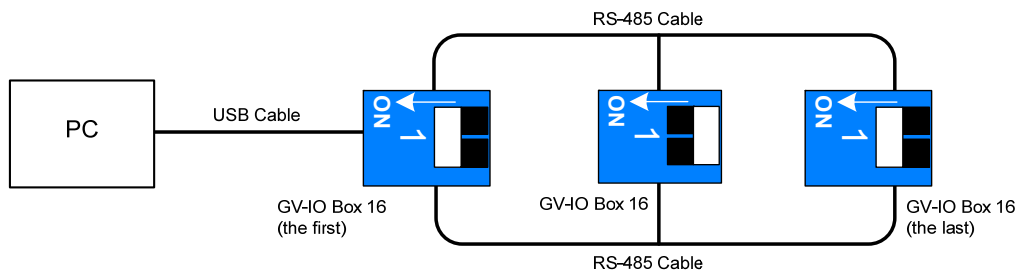 RS-485 Cable
PC
USB Cable
ON
1
ON
1
ON
1
GV-IO Box 16
(the first)
GV-IO Box 16
GV-IO Box 16
(the last)
RS-485 Cable